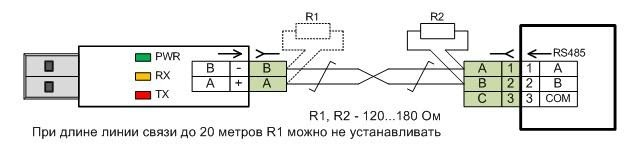 R1
R2
PWR
RX
TX
B - B
A + A
RS485
A 1 1 A
B 2 2 B
C 3 3 COM
R1, R2 - 120...180 Ом
При длине линии связи до 20 метров R1 можно не устанавливать